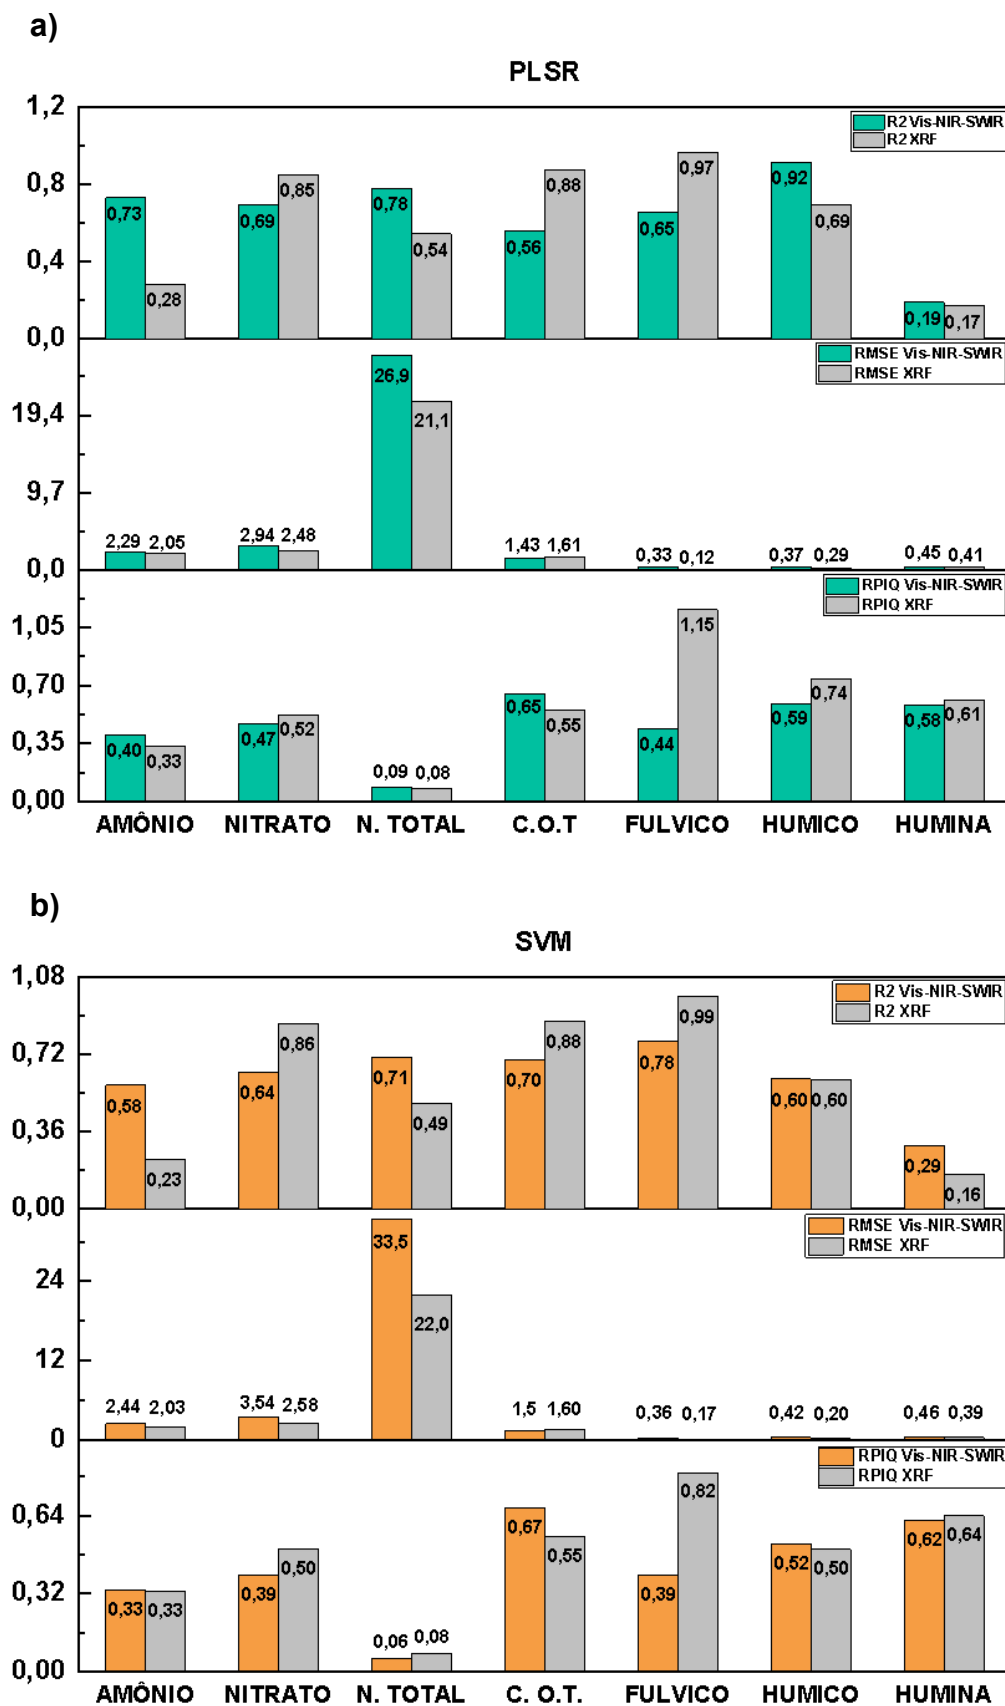 a)
PLSR
1,2
0,8
0,4
0,0
R2 Vis-NIR-SWIR
R2 XRF
0,73 0,28 0,69 0,85 0,78 0,54 0,56 0,88 0,65 0,97 0,92 0,69 0,19 0,17
19,4
9,7
0,0
RMSE Vis-NIR-SWIR
RMSE XRF
2,29 2,05 2,94 2,48 26,9 21,1 1,43 1,61 0,33 0,12 0,37 0,29 0,45 0,41
1,05
0,70
0,35
0,00
RPIQ Vis-NIR-SWIR
RPIQ XRF
0,40 0,33 0,47 0,52 0,09 0,08 0,65 0,55 0,44 1,15 0,59 0,74 0,58 0,61
AMÔNIO NITRATO N. TOTAL C.O.T FULVICO HUMICO HUMINA
b)
SVM
1,08
0,72
0,36
0,00
R2 Vis-NIR-SWIR
R2 XRF
0,58 0,23 0,64 0,86 0,71 0,49 0,70 0,88 0,78 0,99 0,60 0,60 0,29 0,16
24
12
0
RMSE Vis-NIR-SWIR
RMSE XRF
2,44 2,03 3,54 2,58 33,5 22,0 1,5 1,60 0,36 0,17 0,42 0,20 0,46 0,39
0,64
0,32
0,00
RPIQ Vis-NIR-SWIR
RPIQ XRF
0,33 0,33 0,39 0,50 0,06 0,08 0,67 0,55 0,39 0,82 0,52 0,50 0,62 0,64
AMÔNIO NITRATO N. TOTAL C. O.T. FULVICO HUMICO HUMINA